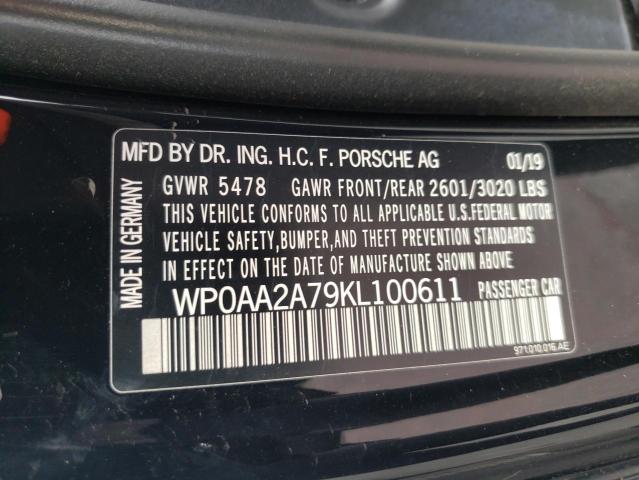 MFD BY DR. ING. H.C. F. PORSCHE AG 01/19
GVWR 5478 GAWR FRONT/REAR 2601/3020 LBS
THIS VEHICLE CONFORMS TO ALL APPLICABLE U.S.FEDERAL MOTOR
VEHICLE SAFETY,BUMPER,AND THEFT PREVENTION STANDARDS
IN EFFECT ON THE DATE OF MANUFACTURE SHOWN ABOVE
WP0AA2A79KL100611 PASSENGER CAR
971.010.016.AE
MADE IN GERMANY